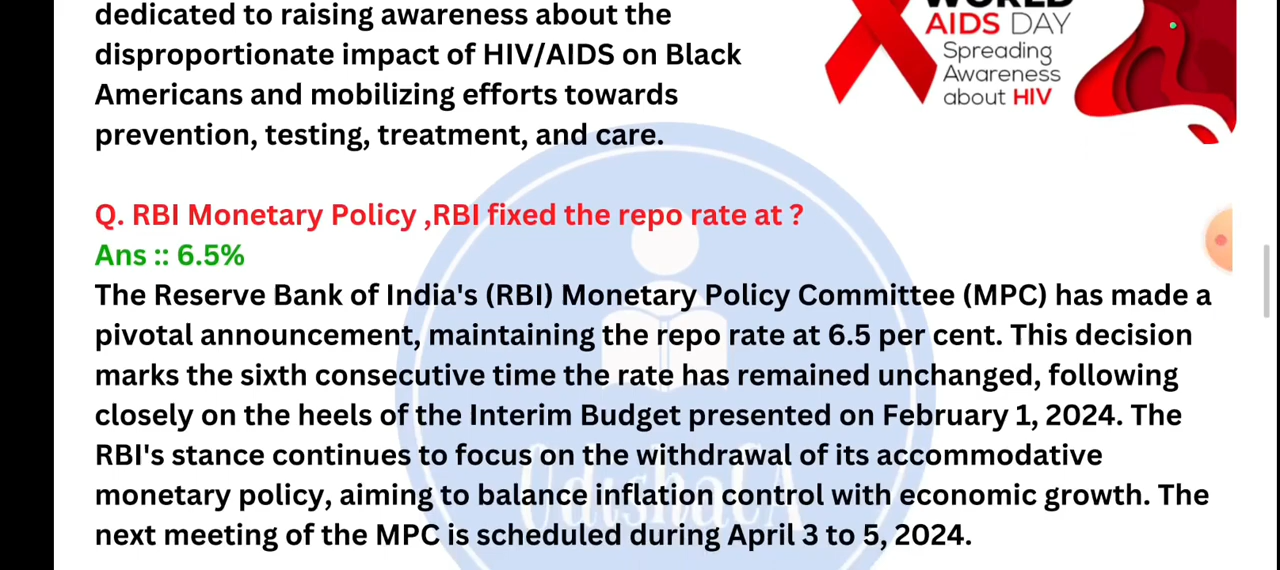 dedicated to raising awareness about the
disproportionate impact of HIV/AIDS on Black
Americans and mobilizing efforts towards
prevention, testing, treatment, and care.
WORLD
AIDS DAY
Spreading
Awareness
about HIV
Q. RBI Monetary Policy ,RBI fixed the repo rate at ?
Ans :: 6.5%
The Reserve Bank of India's (RBI) Monetary Policy Committee (MPC) has made a
pivotal announcement, maintaining the repo rate at 6.5 per cent. This decision
marks the sixth consecutive time the rate has remained unchanged, following
closely on the heels of the Interim Budget presented on February 1, 2024. The
RBI's stance continues to focus on the withdrawal of its accommodative
monetary policy, aiming to balance inflation control with economic growth. The
next meeting of the MPC is scheduled during April 3 to 5, 2024.
OdishaCA